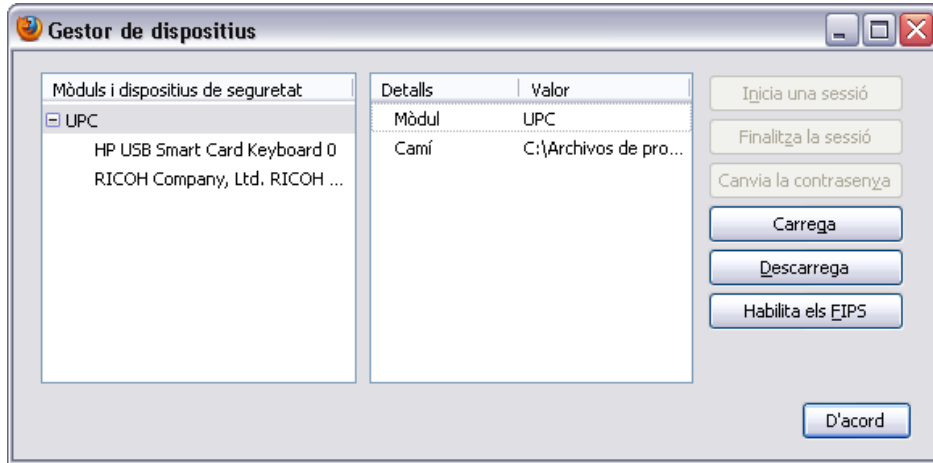 Gestor de dispositius
Mòduls i dispositius de seguretat
UPC
HP USB Smart Card Keyboard 0
RICOH Company, Ltd. RICOH ...
Detalls Valor
Mòdul UPC
Camí C:\Archivos de pro...
Inicia una sessió
Finalitza la sessió
Canvia la contrasenya
Carrega
Descarrega
Habilita els FIPS
D'acord